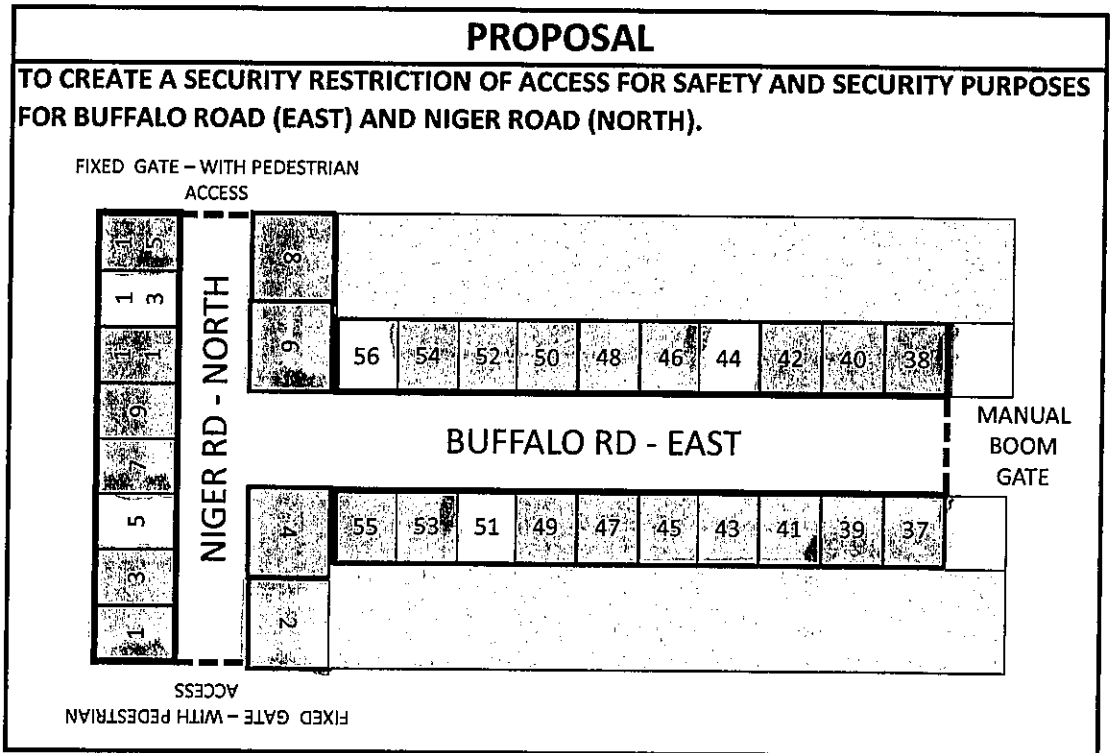 PROPOSAL
TO CREATE A SECURITY RESTRICTION OF ACCESS FOR SAFETY AND SECURITY PURPOSES
FOR BUFFALO ROAD (EAST) AND NIGER ROAD (NORTH).
FIXED GATE – WITH PEDESTRIAN
ACCESS
15
13
11
9
7
5
3
1
NIGER RD - NORTH
8
6
56 54 52 50 48 46 44 42 40 38
BUFFALO RD - EAST
MANUAL
BOOM
GATE
4
2
55 53 51 49 47 45 43 41 39 37
FIXED GATE – WITH PEDESTRIAN
ACCESS